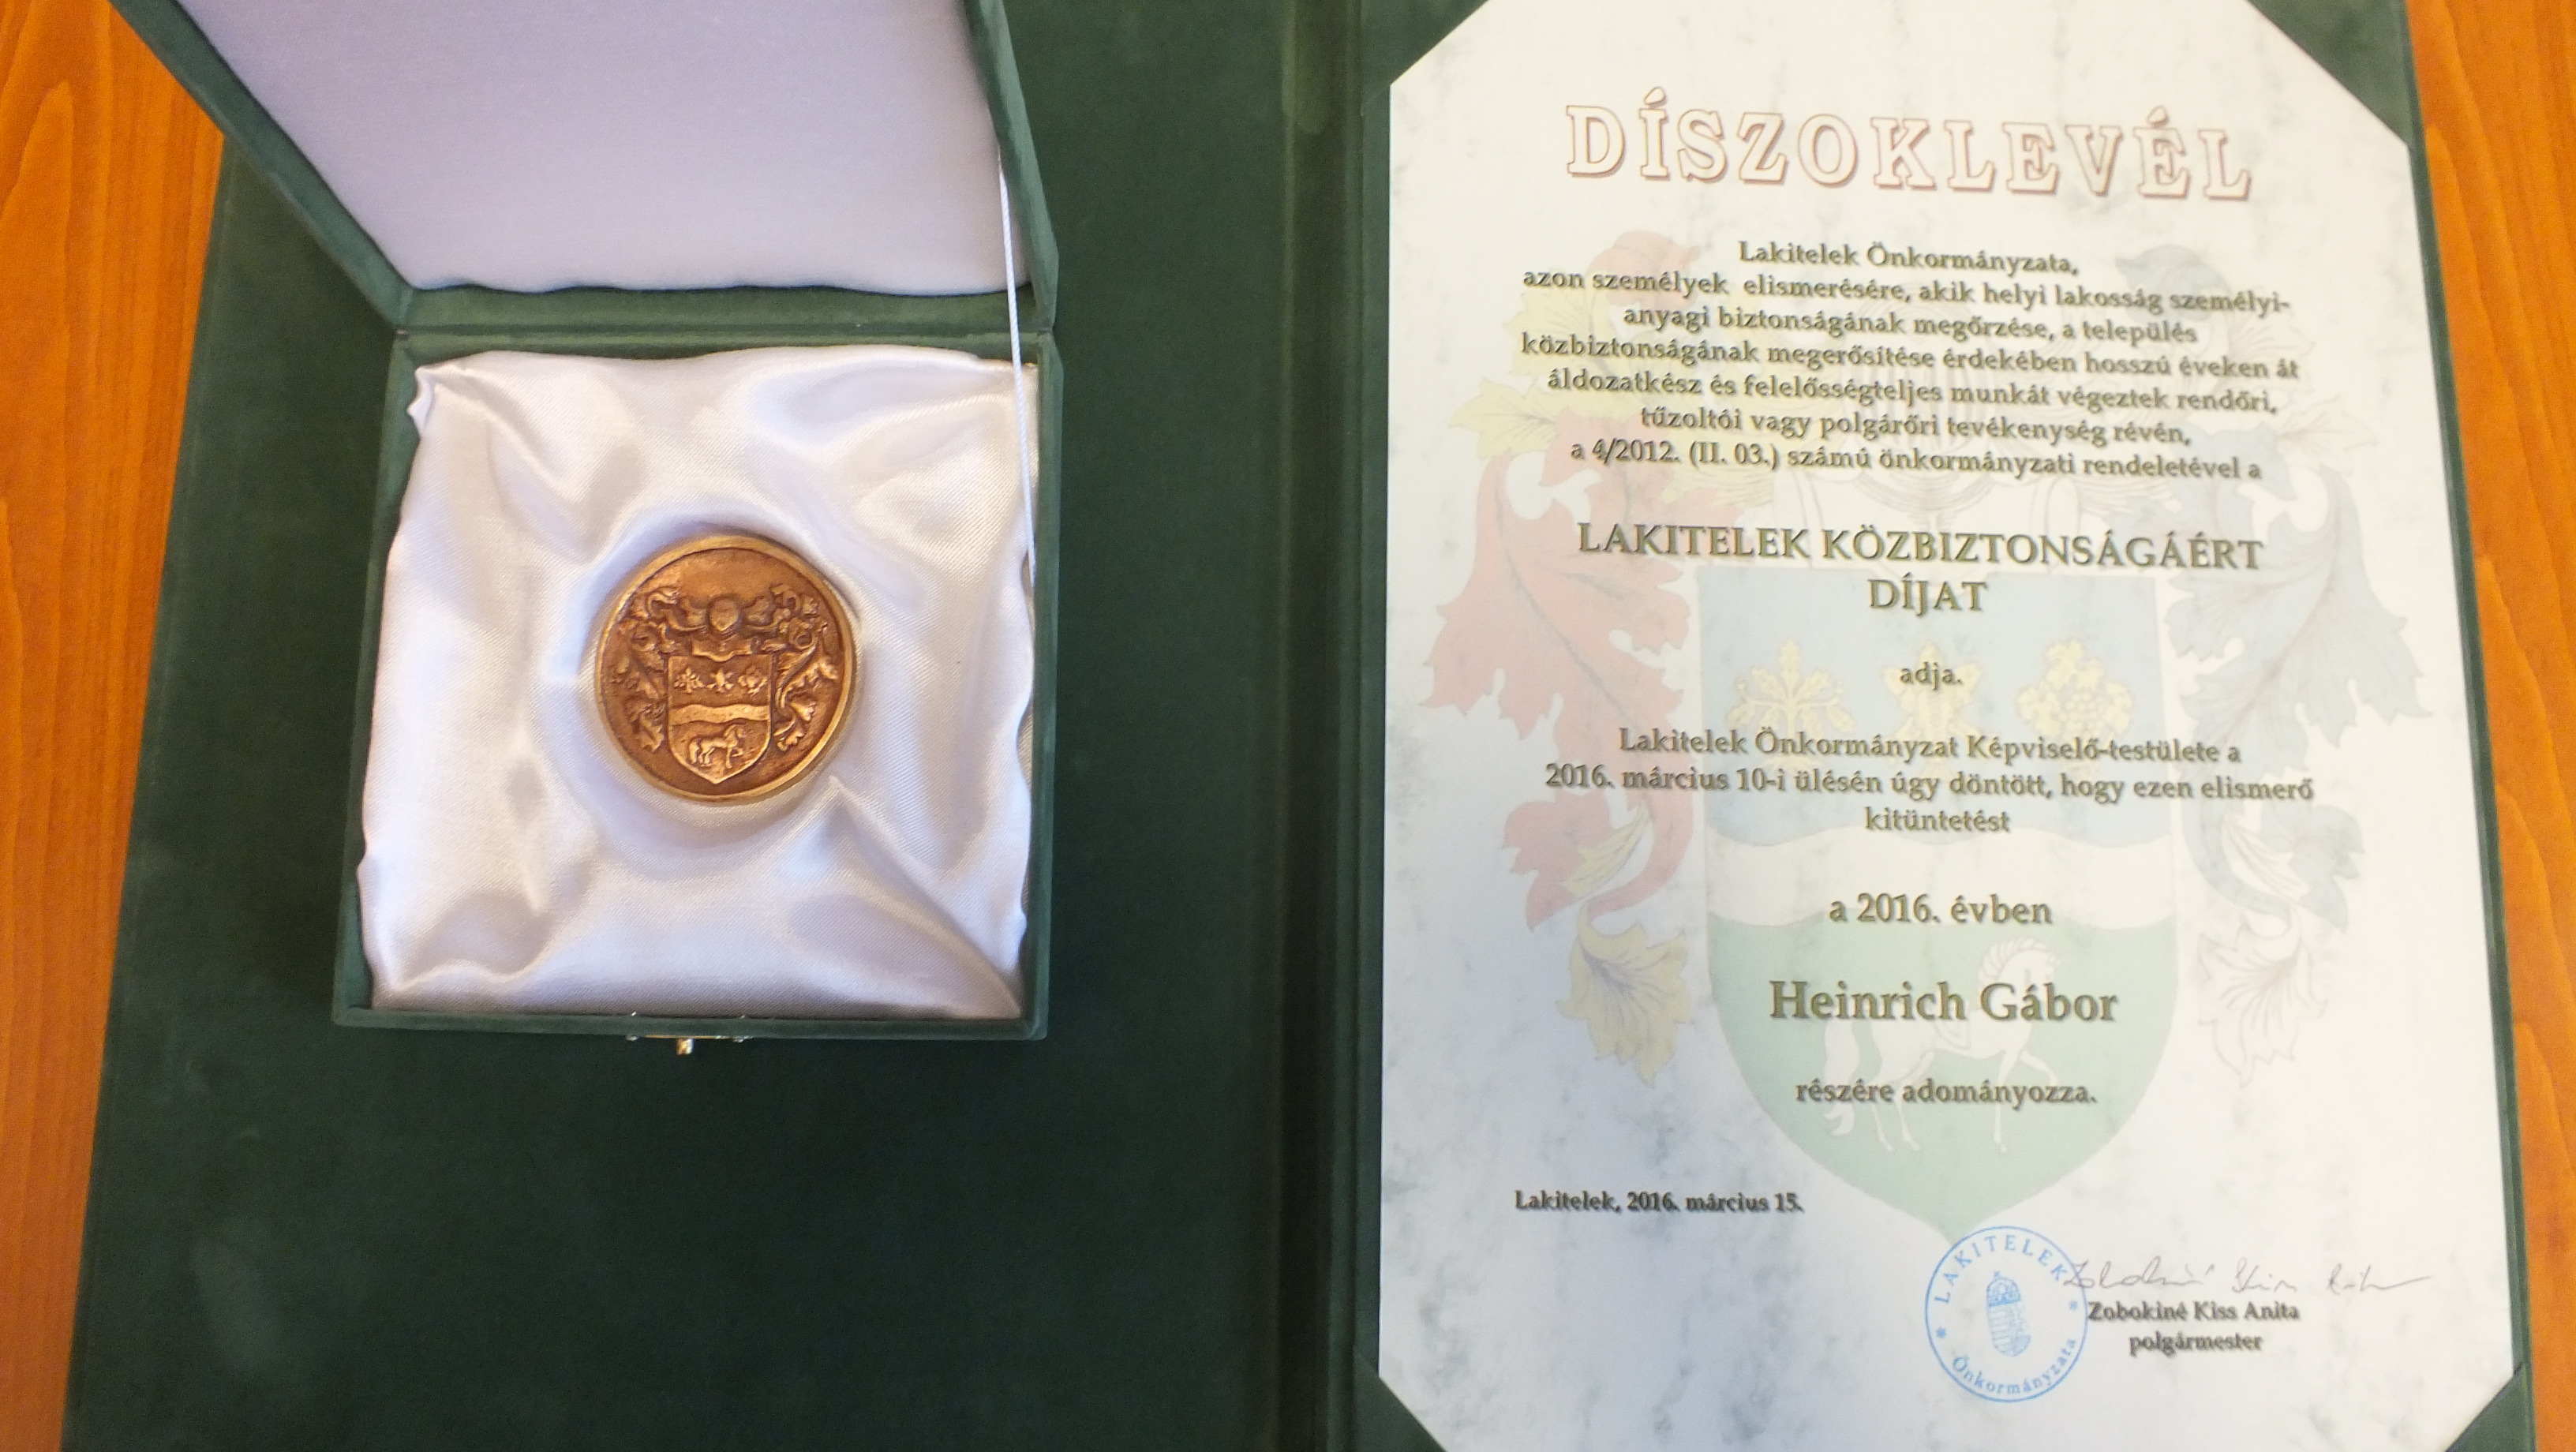 DÍSZOKLEVÉL
Lakitelek Önkormányzata,
azon személyek elismerésére, akik helyi lakosság személyi-
anyagi biztonságának megőrzése, a település
közbiztonságának megerősítése érdekében hosszú éveken át
áldozatkész és felelősségteljes munkát végeztek rendőri,
tűzoltói vagy polgárőri tevékenység révén,
a 4/2012. (II. 03.) számú önkormányzati rendeletével a
LAKITELEK KÖZBIZTONSÁGÁÉRT
DÍJAT
adja.
Lakitelek Önkormányzat Képviselő-testülete a
2016. március 10-i ülésén úgy döntött, hogy ezen elismerő
kitüntetést
a 2016. évben
Heinrich Gábor
részére adományozza.
Lakitelek, 2016. március 15.
LAKITELEK
* Önkormányzata *
Zobokiné Kiss Anita
polgármester